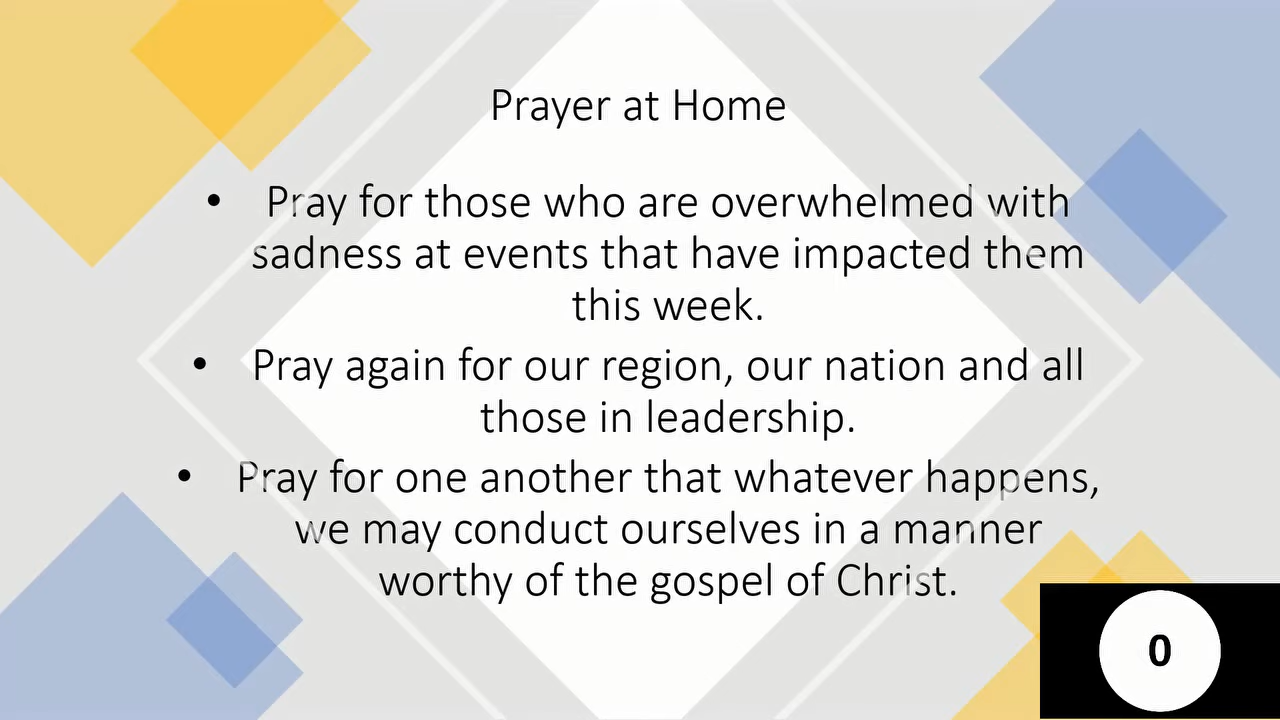 Prayer at Home
• Pray for those who are overwhelmed with
sadness at events that have impacted them
this week.
• Pray again for our region, our nation and all
those in leadership.
• Pray for one another that whatever happens,
we may conduct ourselves in a manner
worthy of the gospel of Christ.
0